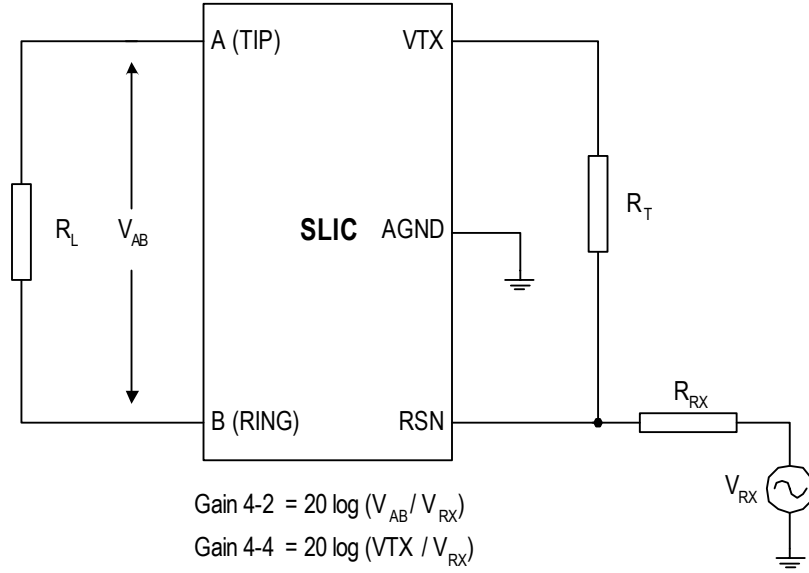 A (TIP)
VTX
R_T
R_L
V_AB
SLIC
AGND
B (RING)
RSN
R_RX
V_RX
Gain 4-2 = 20 log (V_AB / V_RX)
Gain 4-4 = 20 log (VTX / V_RX)